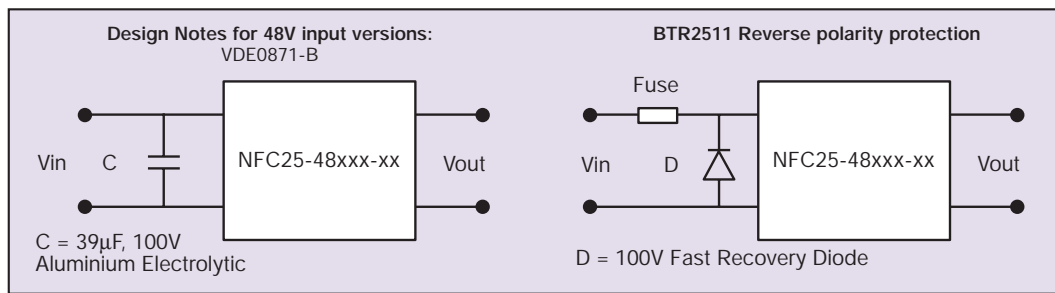 Design Notes for 48V input versions:
VDE0871-B
Vin
C
NFC25-48xxx-xx
Vout
C = 39µF, 100V
Aluminium Electrolytic
BTR2511 Reverse polarity protection
Fuse
Vin
D
NFC25-48xxx-xx
Vout
D = 100V Fast Recovery Diode